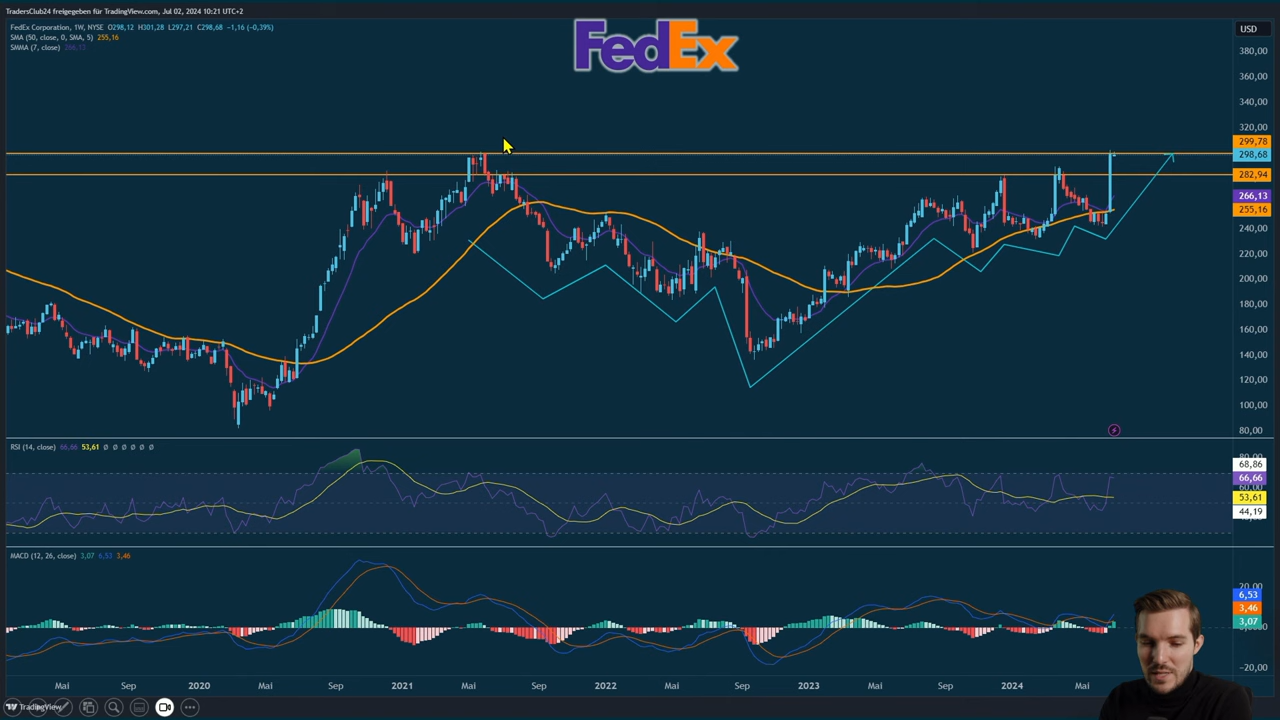 TradersClub24 freigegeben für TradingView.com, Jul 02, 2024 10:21 UTC+2
FedEx Corporation, 1W, NYSE O298,12 H301,28 L297,21 C298,68 −1,16 (−0,39%)
SMA (50, close, 0, SMA, 5) 255,16
SMMA (7, close) 266,13
FedEx
USD
380,00
360,00
340,00
320,00
299,78
298,68
282,94
266,13
255,16
240,00
220,00
200,00
180,00
160,00
140,00
120,00
100,00
80,00
RSI (14, close) 66,66 53,61 Ø Ø Ø Ø Ø Ø
68,86
66,66
53,61
44,19
MACD (12, 26, close) 3,07 6,53 3,46
20,00
6,53
3,46
3,07
−20,00
Mai Sep 2020 Mai Sep 2021 Mai Sep 2022 Mai Sep 2023 Mai Sep 2024 Mai
TradingView